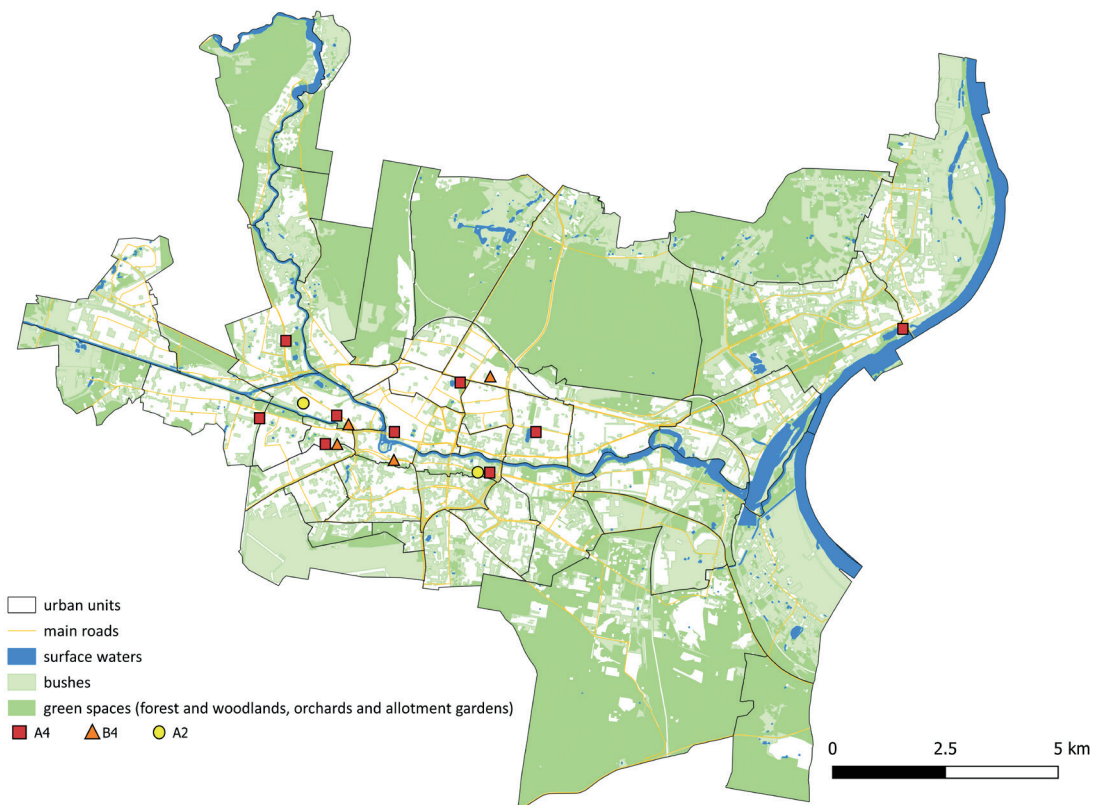 urban units
main roads
surface waters
bushes
green spaces (forest and woodlands, orchards and allotment gardens)
A4 B4 A2
0 2.5 5 km